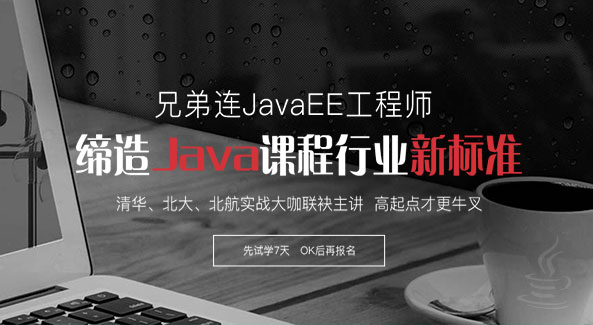 兄弟连JavaEE工程师
缔造Java课程行业新标准
清华、北大、北航实战大咖联袂主讲 高起点才更牛叉
先试学7天 OK后再报名